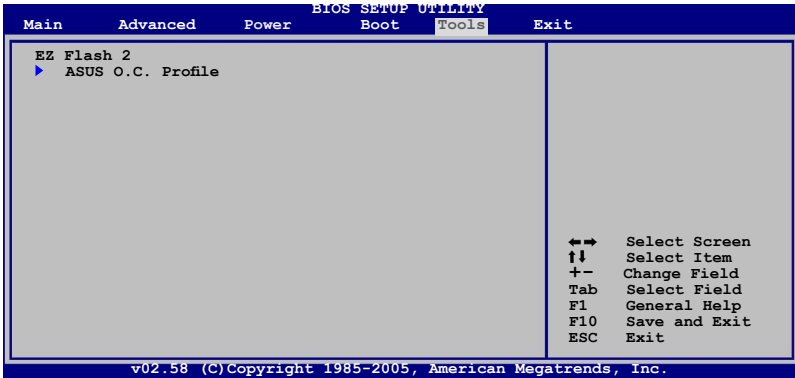 BIOS SETUP UTILITY
Main Advanced Power Boot Tools Exit
EZ Flash 2
ASUS O.C. Profile
←→ Select Screen
↑↓ Select Item
+- Change Field
Tab Select Field
F1 General Help
F10 Save and Exit
ESC Exit
v02.58 (C)Copyright 1985-2005, American Megatrends, Inc.